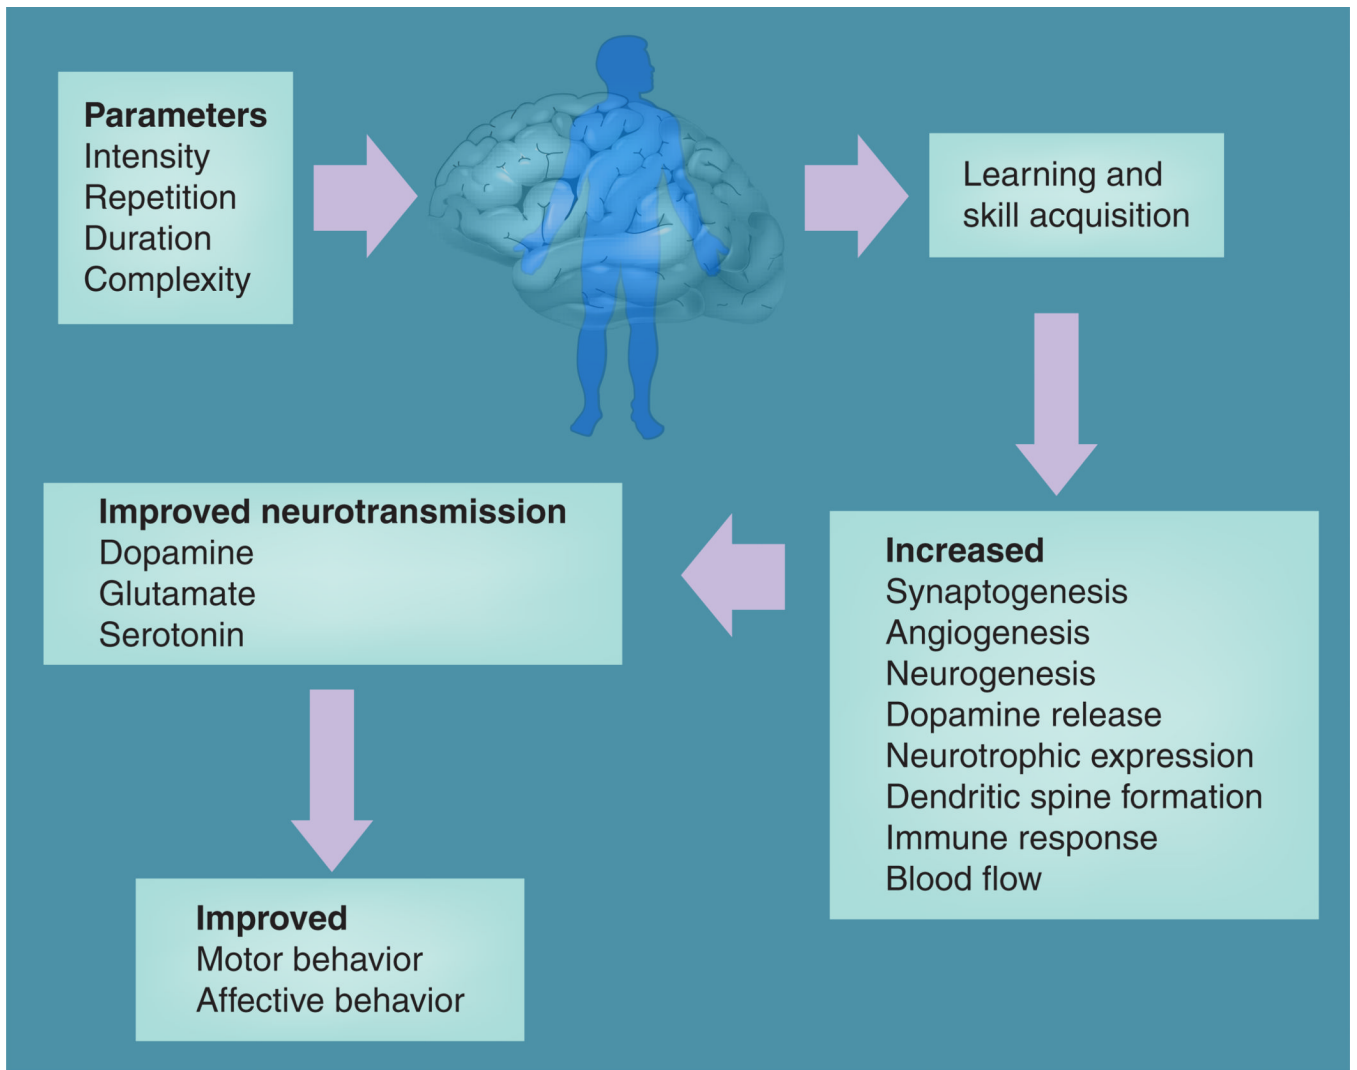 Parameters
Intensity
Repetition
Duration
Complexity
Learning and
skill acquisition
Increased
Synaptogenesis
Angiogenesis
Neurogenesis
Dopamine release
Neurotrophic expression
Dendritic spine formation
Immune response
Blood flow
Improved neurotransmission
Dopamine
Glutamate
Serotonin
Improved
Motor behavior
Affective behavior